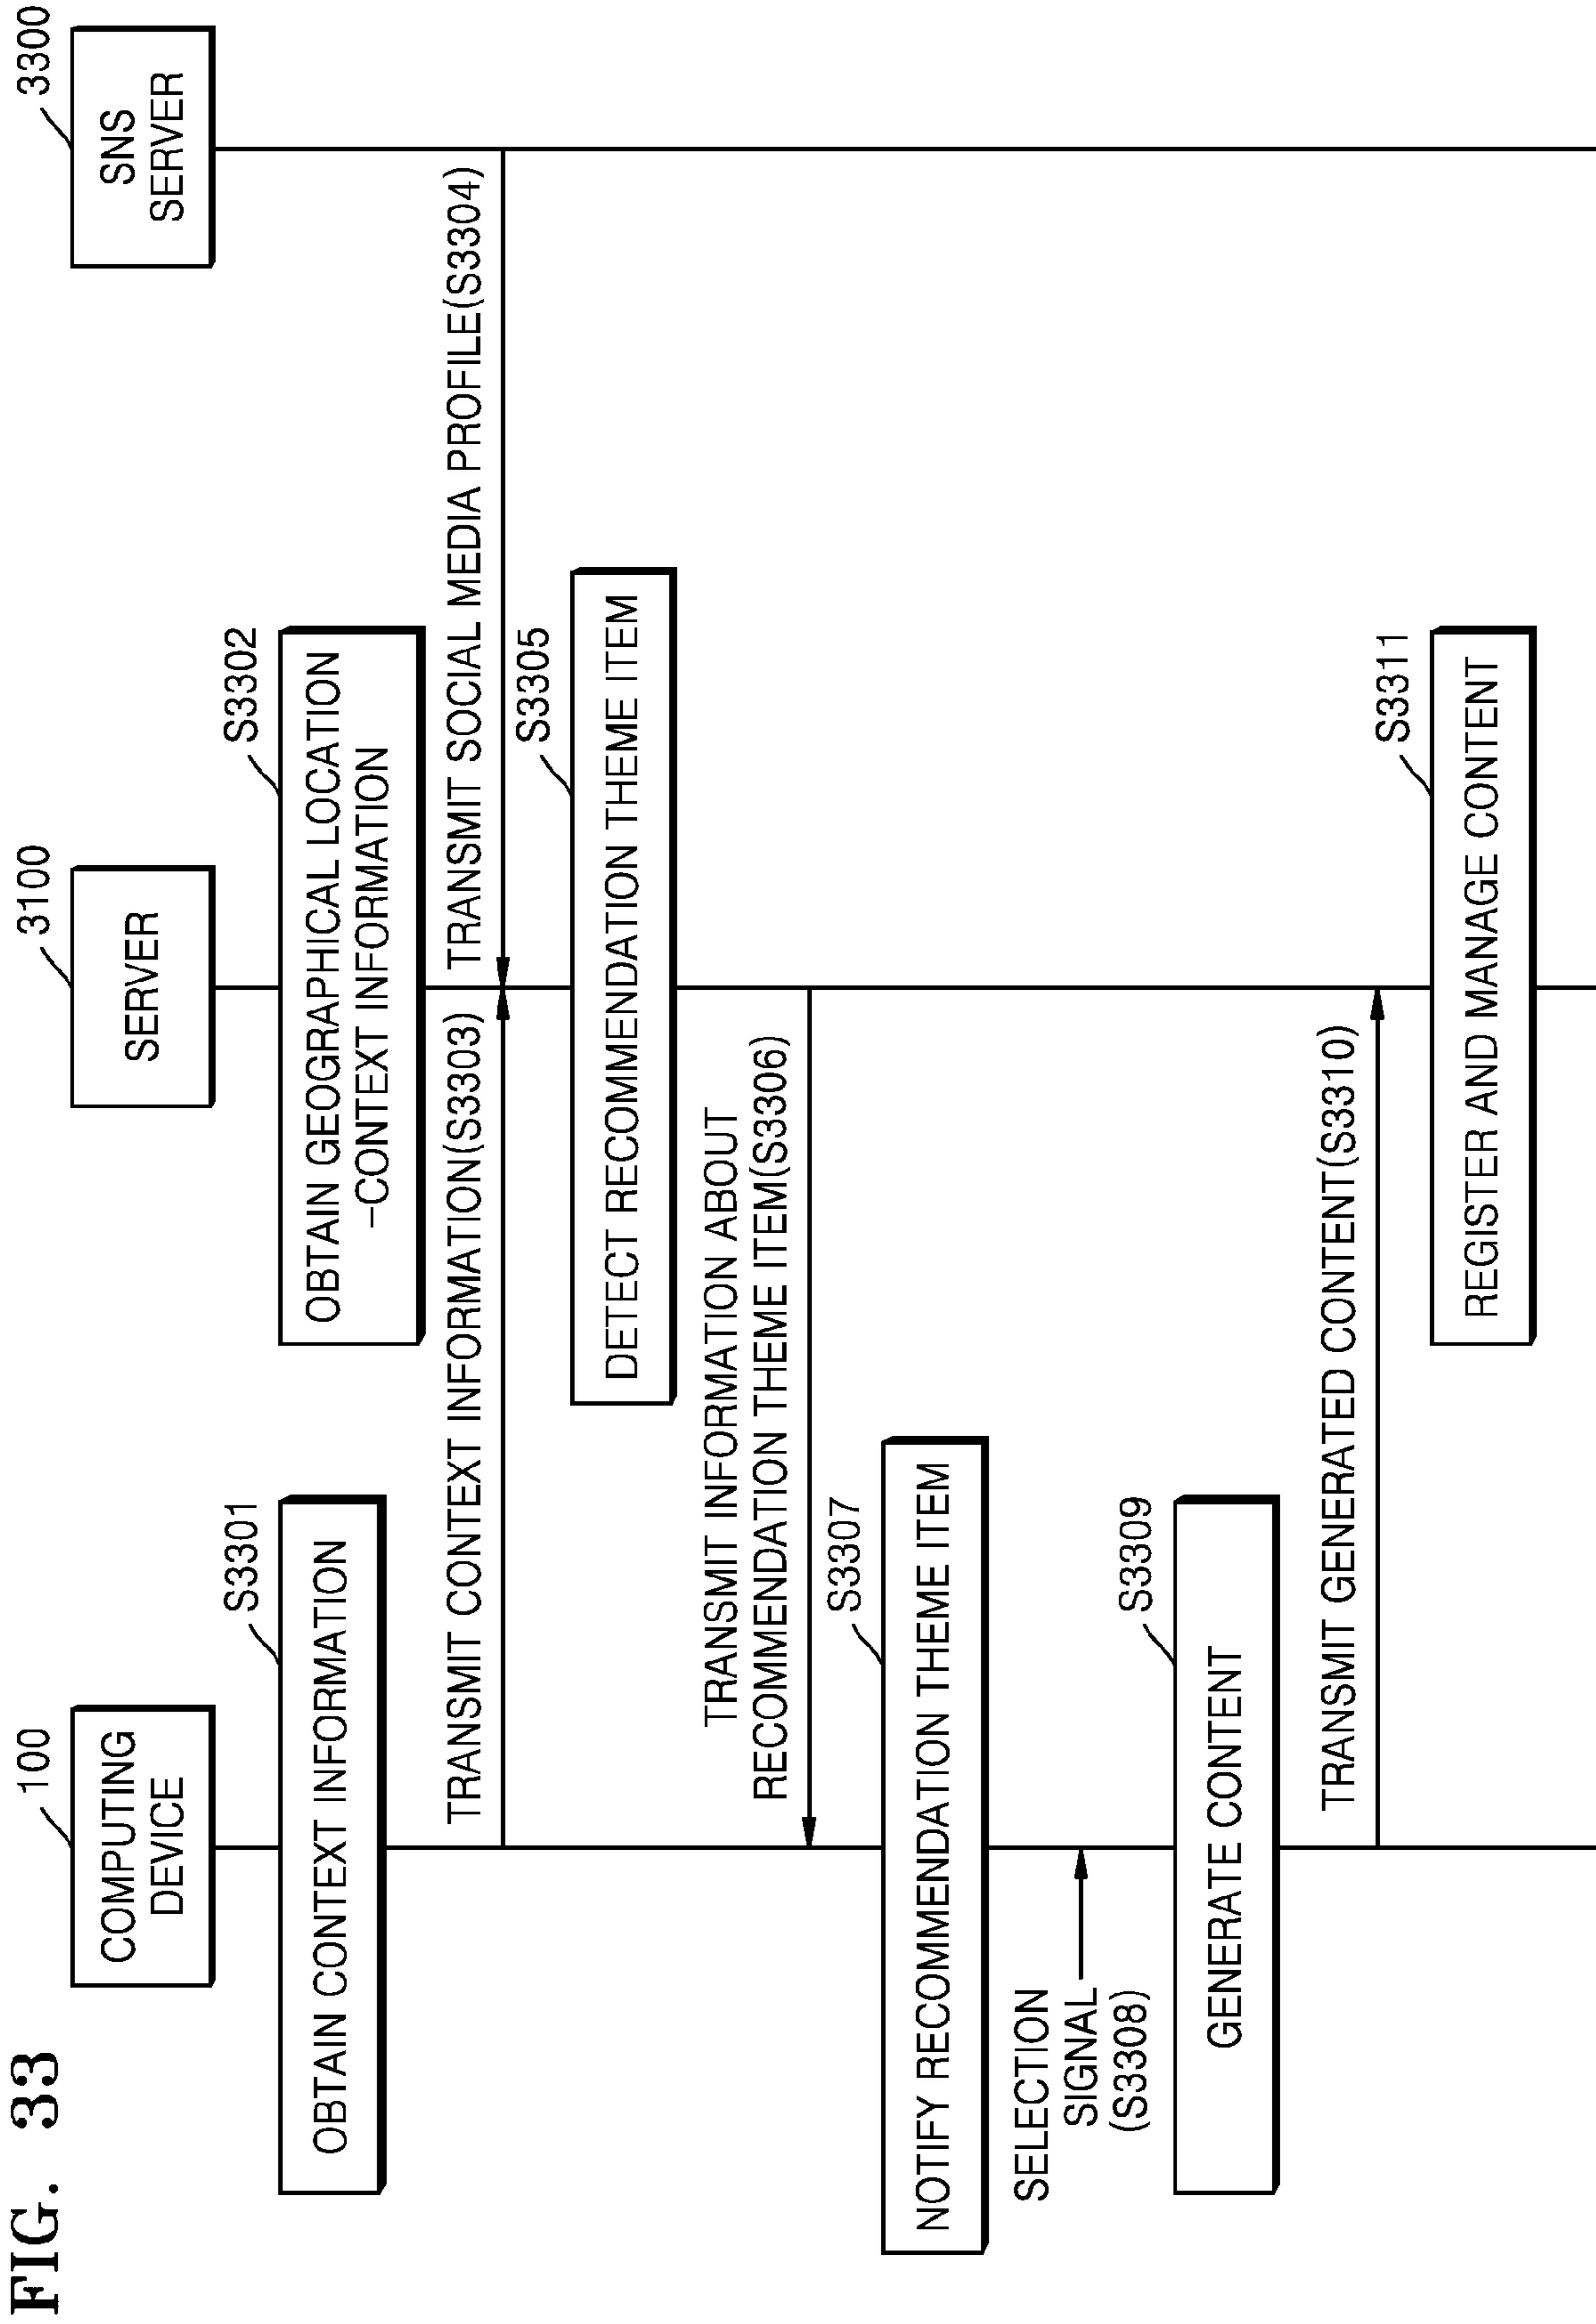 FIG. 33
100
COMPUTING
DEVICE
3100
SERVER
3300
SNS
SERVER
S3301
OBTAIN CONTEXT INFORMATION
S3302
OBTAIN GEOGRAPHICAL LOCATION
-CONTEXT INFORMATION
TRANSMIT CONTEXT INFORMATION(S3303)
TRANSMIT SOCIAL MEDIA PROFILE(S3304)
S3305
DETECT RECOMMENDATION THEME ITEM
TRANSMIT INFORMATION ABOUT
RECOMMENDATION THEME ITEM(S3306)
S3307
NOTIFY RECOMMENDATION THEME ITEM
SELECTION
SIGNAL
(S3308)
S3309
GENERATE CONTENT
TRANSMIT GENERATED CONTENT(S3310)
S3311
REGISTER AND MANAGE CONTENT